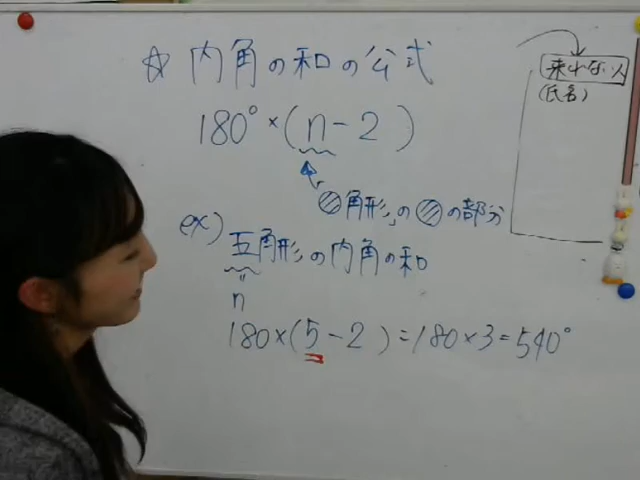 ☆ 内角の和の公式
180°×(n-2)
「◎角形」の◎の部分
ex) 五角形の内角の和
n
180×(5-2)=180×3=540°
来れない人
(氏名)